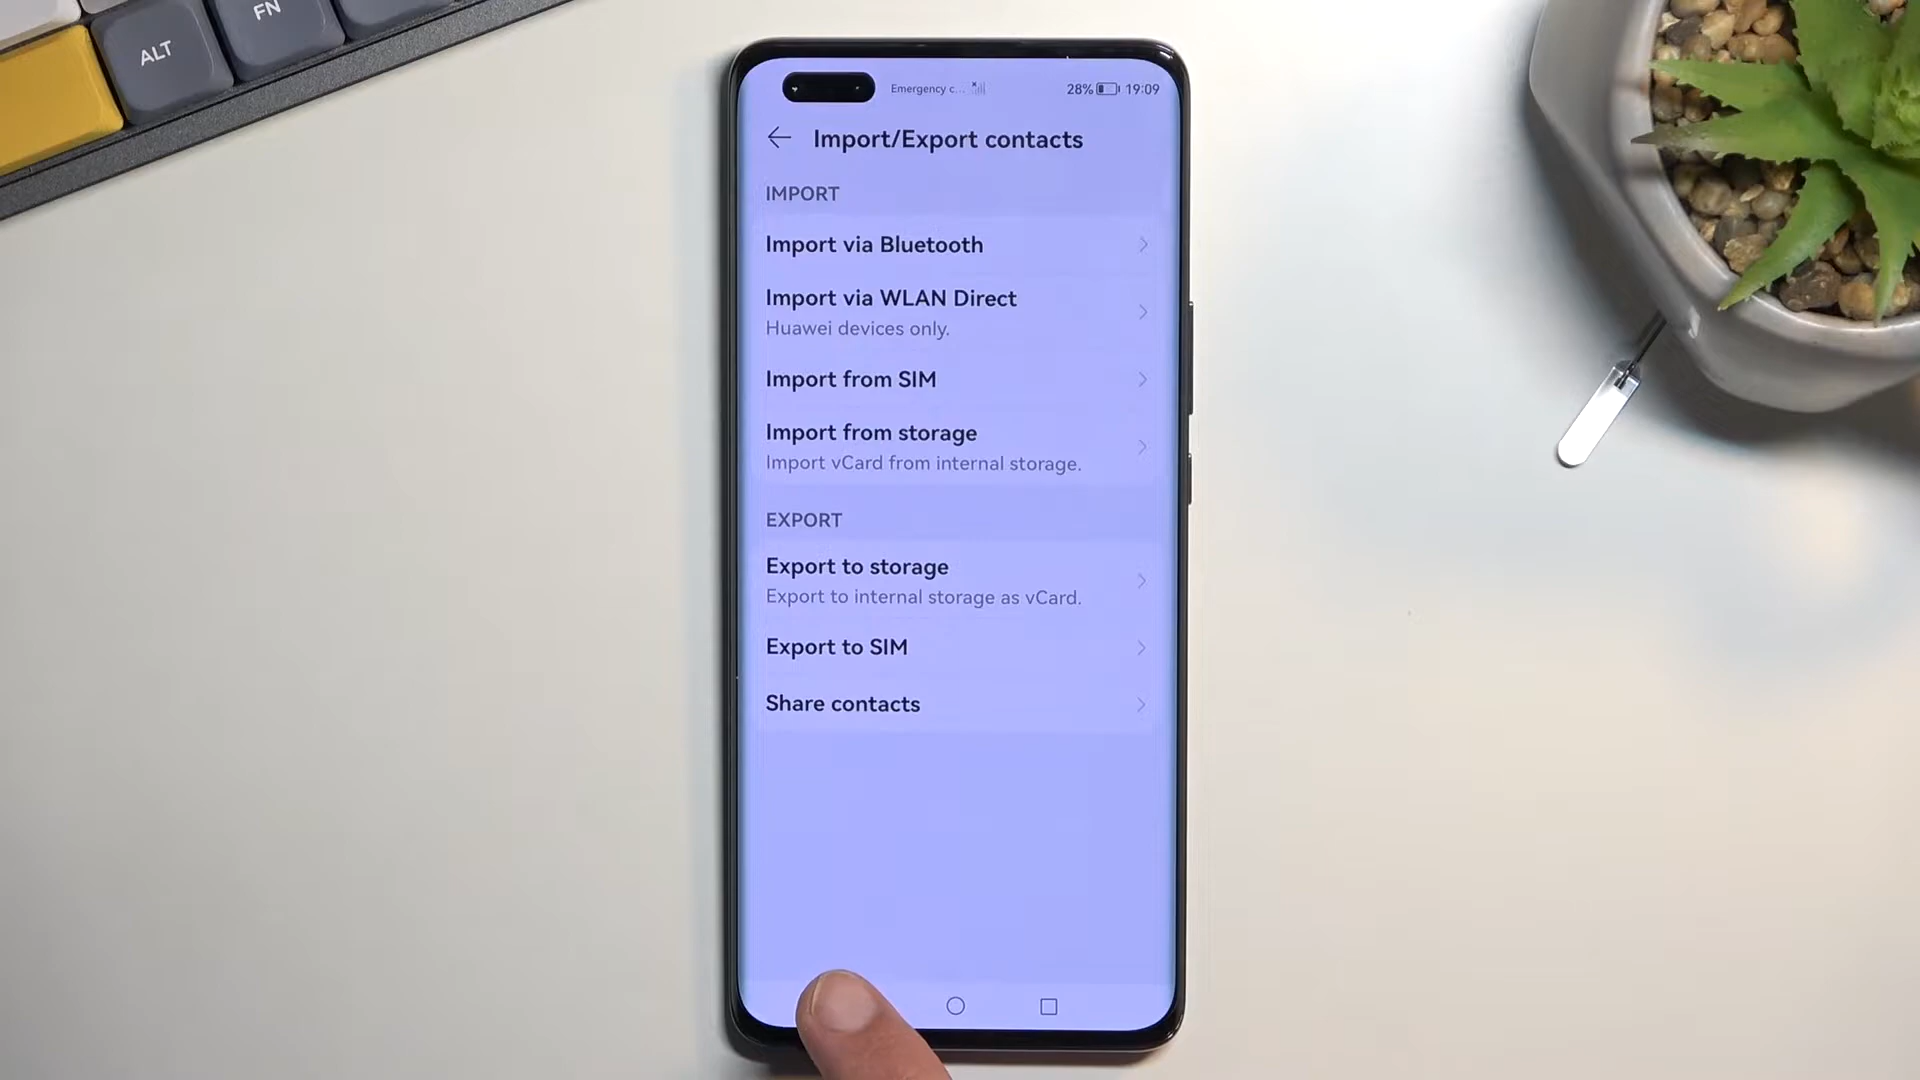 FN
ALT
Emergency c...
28% 19:09
Import/Export contacts
IMPORT
Import via Bluetooth
Import via WLAN Direct
Huawei devices only.
Import from SIM
Import from storage
Import vCard from internal storage.
EXPORT
Export to storage
Export to internal storage as vCard.
Export to SIM
Share contacts